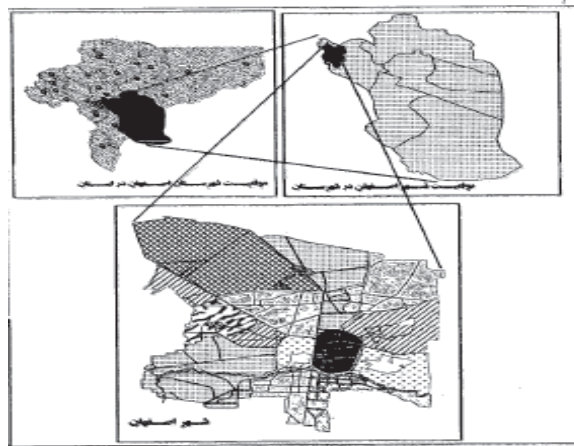 موقعیت شهرستان اصفهان در استان
موقعیت شهر اصفهان در شهرستان
شهر اصفهان